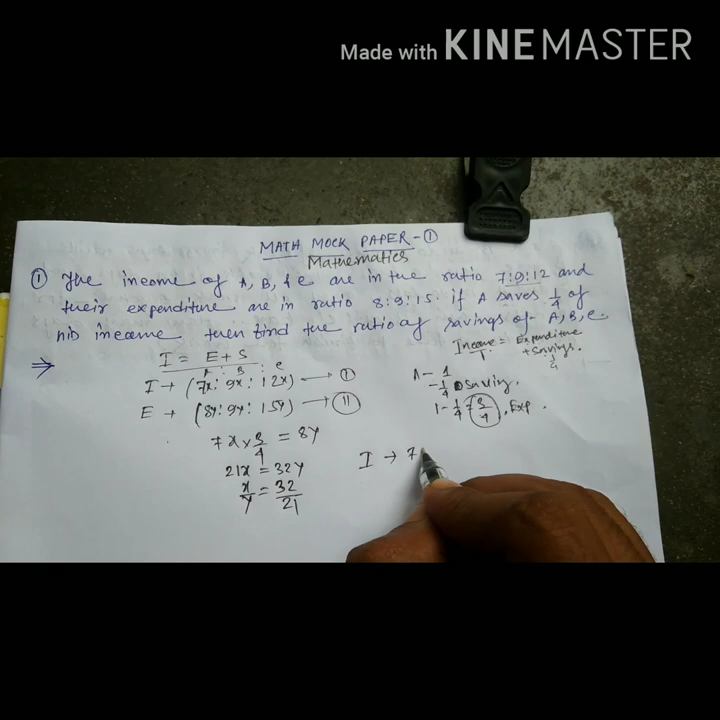 Made with KINEMASTER
MATH MOCK PAPER - ①
Mathematics
① The income of A, B, & C are in the ratio 7:9:12 and
their expenditure are in ratio 8:9:15. if A saves 1/4 of
his income then find the ratio of savings of A, B, C.
Income = Expenditure
I + Savings.
⇒ I = E + S
A : B : C
I → (7x : 9x : 12x) → ①
E → (8y : 9y : 15y) → ⑪
A - 1
- 1/4 saving.
1 - 1/4 = 3/4, Exp.
7x × 3/4 = 8y
21x = 32y
x/y = 32/21
I → 7